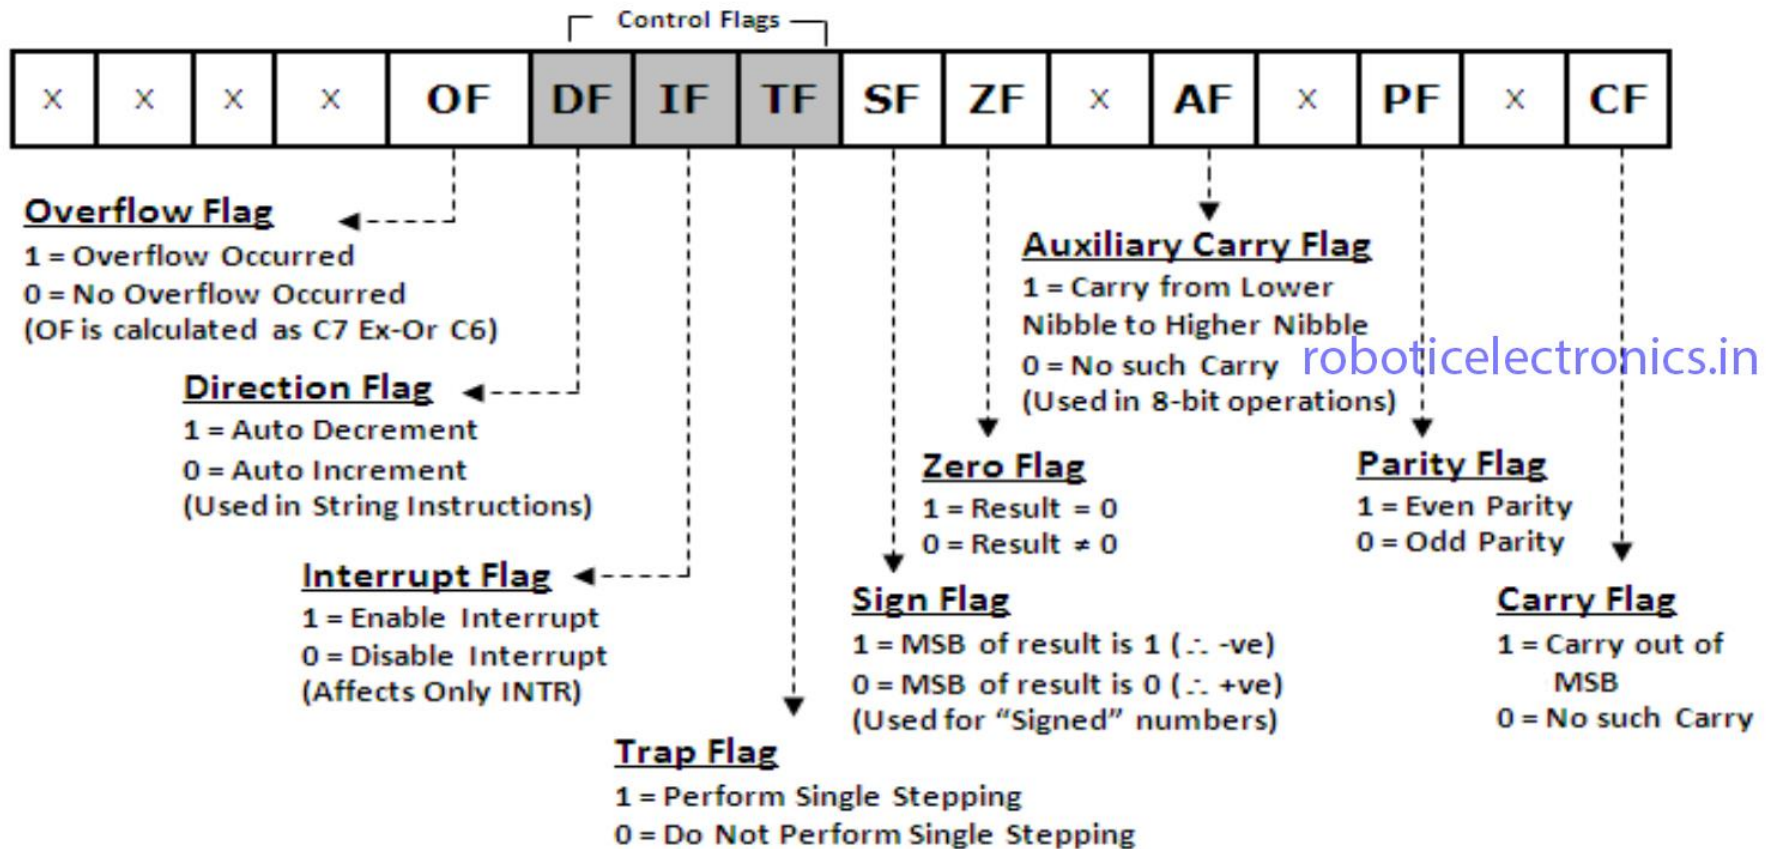 Control Flags
x x x x OF DF IF TF SF ZF x AF x PF x CF
Overflow Flag
1 = Overflow Occurred
0 = No Overflow Occurred
(OF is calculated as C7 Ex-Or C6)
Direction Flag
1 = Auto Decrement
0 = Auto Increment
(Used in String Instructions)
Interrupt Flag
1 = Enable Interrupt
0 = Disable Interrupt
(Affects Only INTR)
Trap Flag
1 = Perform Single Stepping
0 = Do Not Perform Single Stepping
Sign Flag
1 = MSB of result is 1 (∴ -ve)
0 = MSB of result is 0 (∴ +ve)
(Used for “Signed” numbers)
Zero Flag
1 = Result = 0
0 = Result ≠ 0
Auxiliary Carry Flag
1 = Carry from Lower
Nibble to Higher Nibble
0 = No such Carry
(Used in 8-bit operations)
roboticelectronics.in
Parity Flag
1 = Even Parity
0 = Odd Parity
Carry Flag
1 = Carry out of
MSB
0 = No such Carry